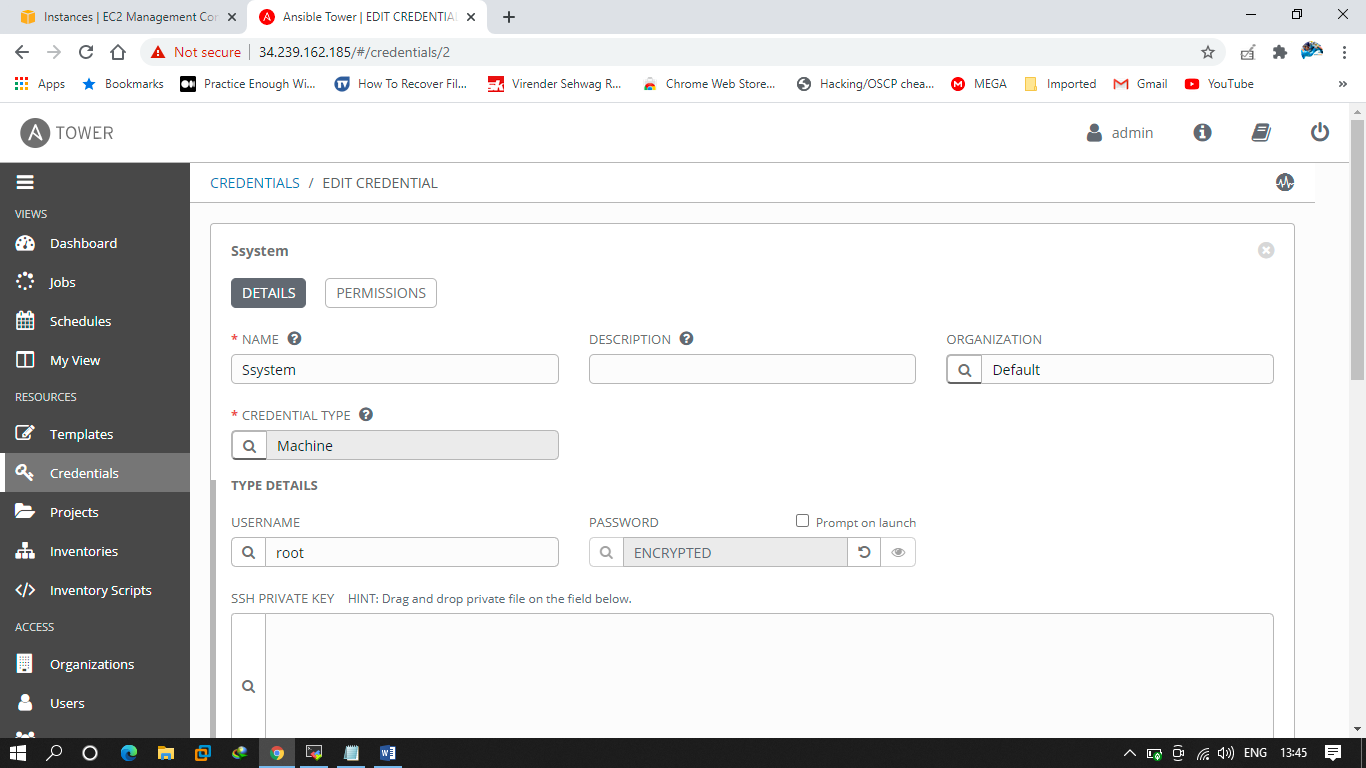 Instances | EC2 Management Con
Ansible Tower | EDIT CREDENTIAL
Not secure
34.239.162.185/#/credentials/2
Apps
Bookmarks
Practice Enough Wi...
How To Recover Fil...
Virender Sehwag R...
Chrome Web Store...
Hacking/OSCP chea...
MEGA
Imported
Gmail
YouTube
»
A TOWER
admin
VIEWS
Dashboard
Jobs
Schedules
My View
RESOURCES
Templates
Credentials
Projects
Inventories
Inventory Scripts
ACCESS
Organizations
Users
CREDENTIALS / EDIT CREDENTIAL
Ssystem
DETAILS
PERMISSIONS
* NAME ?
DESCRIPTION ?
ORGANIZATION
Ssystem
Default
* CREDENTIAL TYPE ?
Machine
TYPE DETAILS
USERNAME
PASSWORD
Prompt on launch
root
ENCRYPTED
SSH PRIVATE KEY HINT: Drag and drop private file on the field below.
ENG
13:45